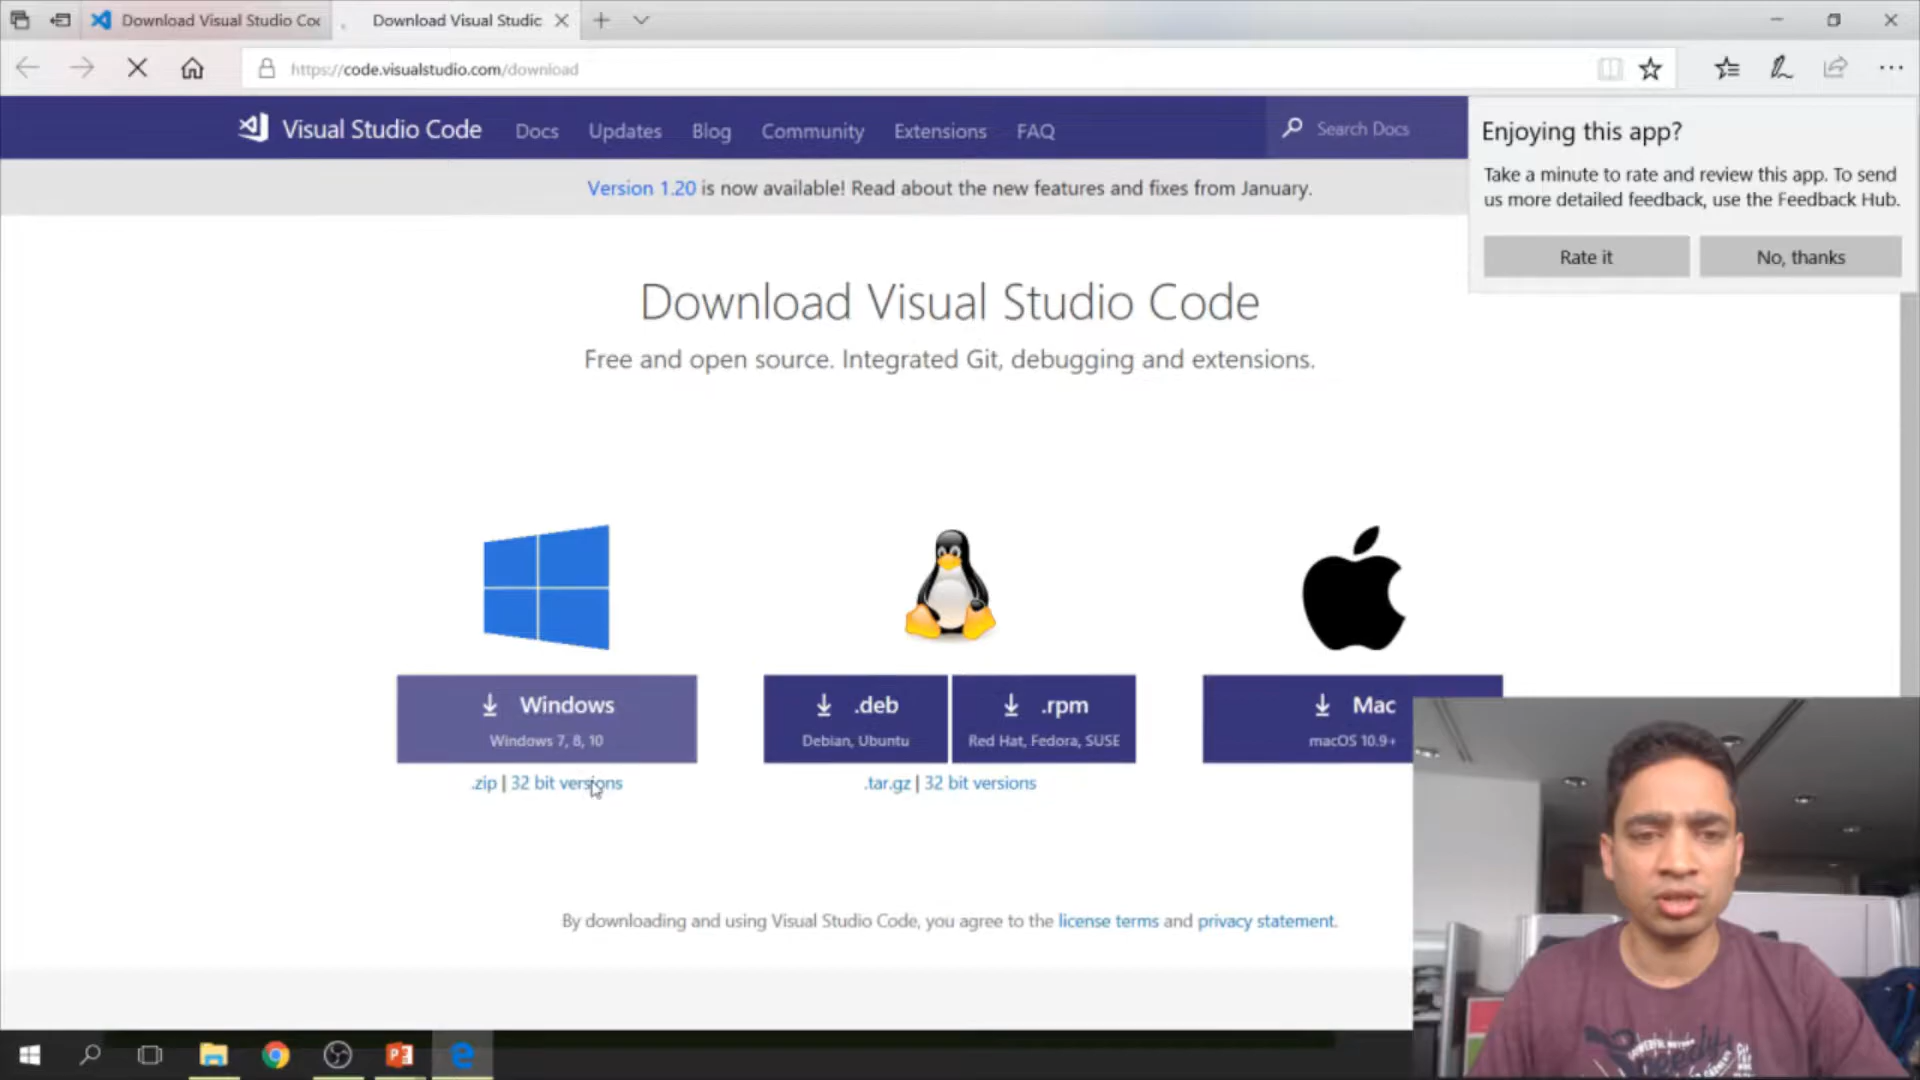 Download Visual Studio Coc
Download Visual Studic
https://code.visualstudio.com/download
Visual Studio Code
Docs
Updates
Blog
Community
Extensions
FAQ
Search Docs
Enjoying this app?
Take a minute to rate and review this app. To send
us more detailed feedback, use the Feedback Hub.
Rate it
No, thanks
Version 1.20 is now available! Read about the new features and fixes from January.
Download Visual Studio Code
Free and open source. Integrated Git, debugging and extensions.
Windows
Windows 7, 8, 10
.deb
Debian, Ubuntu
.rpm
Red Hat, Fedora, SUSE
Mac
macOS 10.9+
.zip | 32 bit versions
.tar.gz | 32 bit versions
By downloading and using Visual Studio Code, you agree to the license terms and privacy statement.